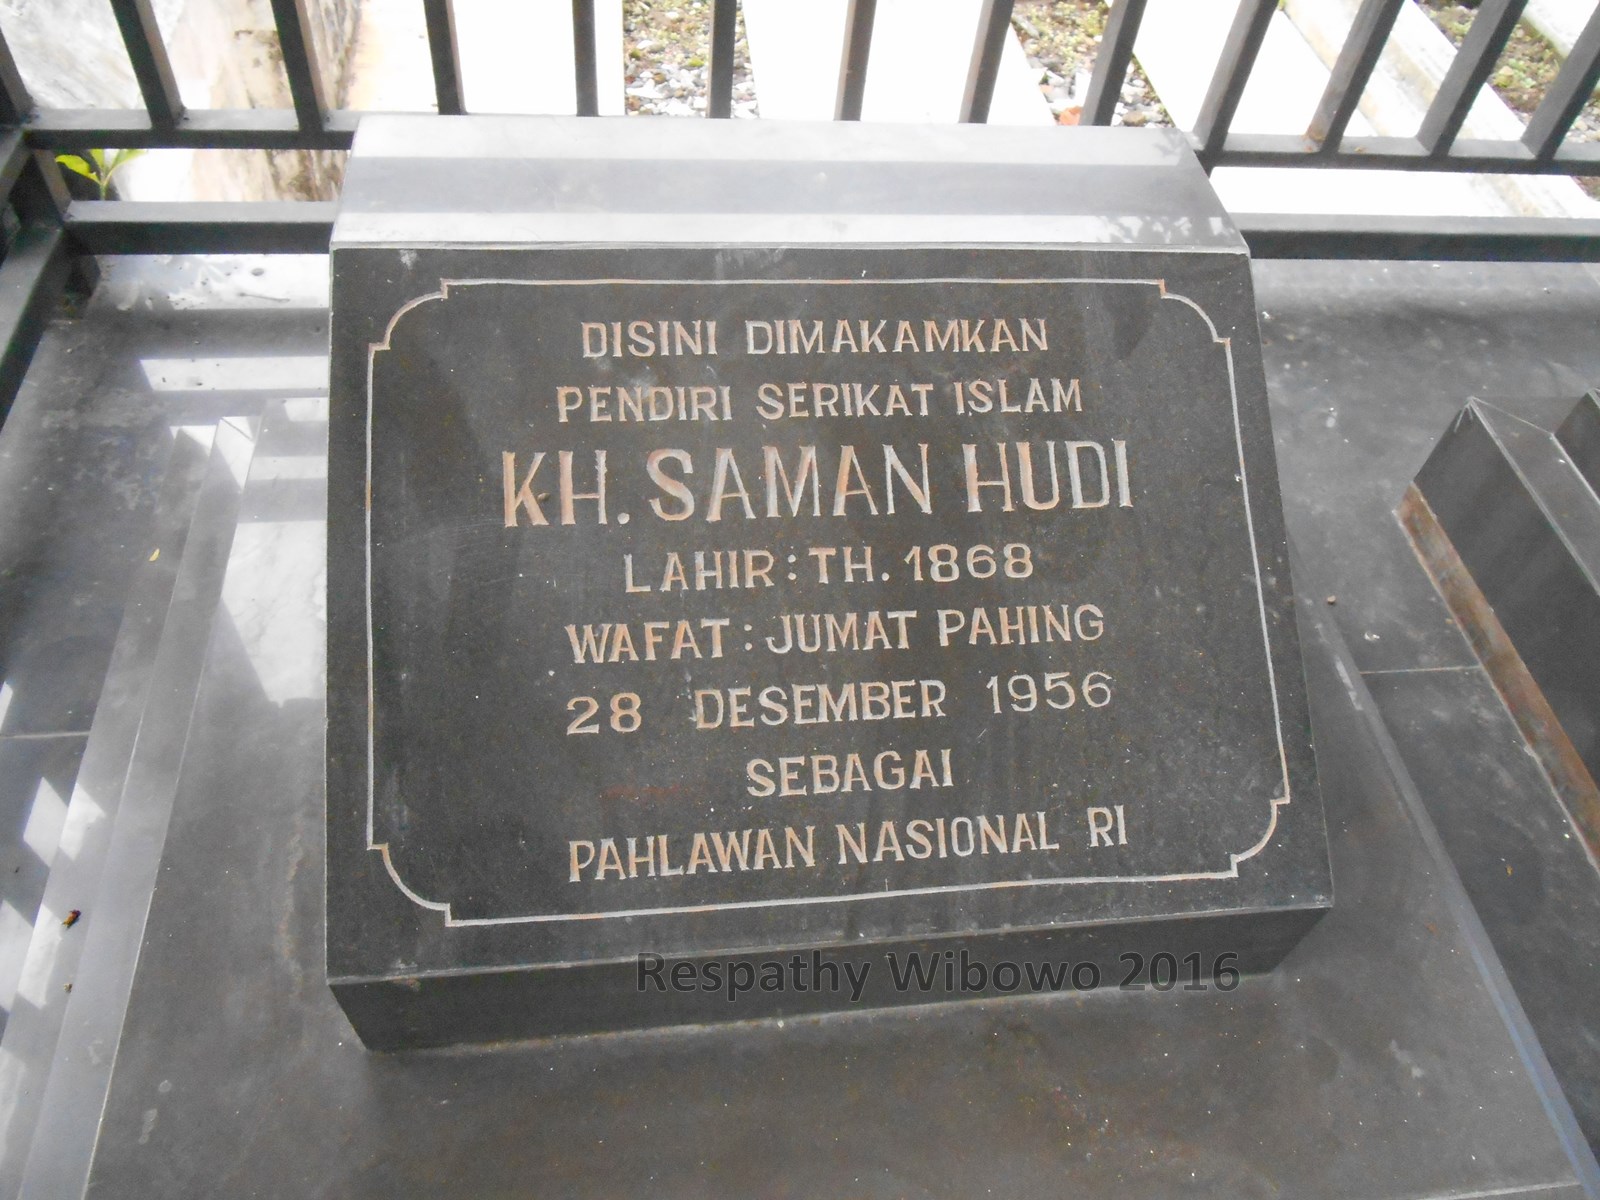 DISINI DIMAKAMKAN
PENDIRI SERIKAT ISLAM
KH. SAMAN HUDI
LAHIR : TH. 1868
WAFAT : JUMAT PAHING
28 DESEMBER 1956
SEBAGAI
PAHLAWAN NASIONAL RI
Respathy Wibowo 2016